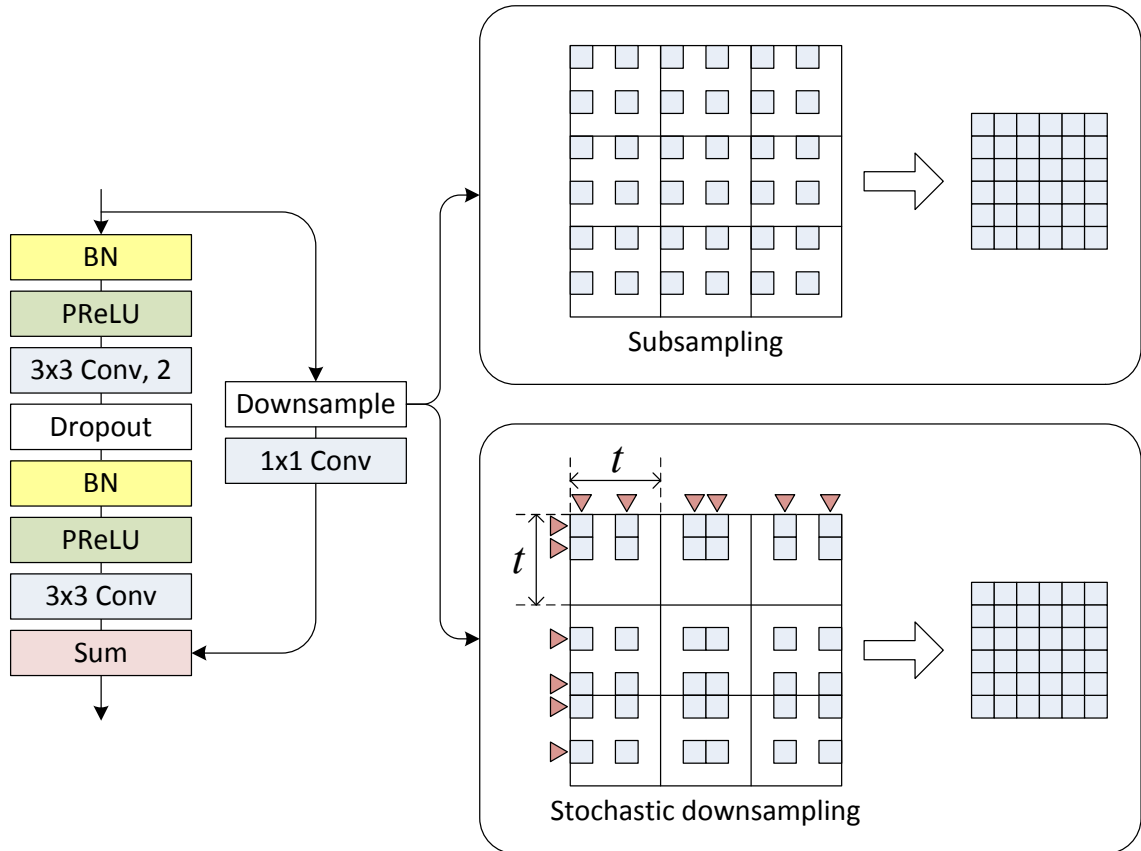 BN
PReLU
3x3 Conv, 2
Dropout
BN
PReLU
3x3 Conv
Sum
Downsample
1x1 Conv
Subsampling
t
t
Stochastic downsampling